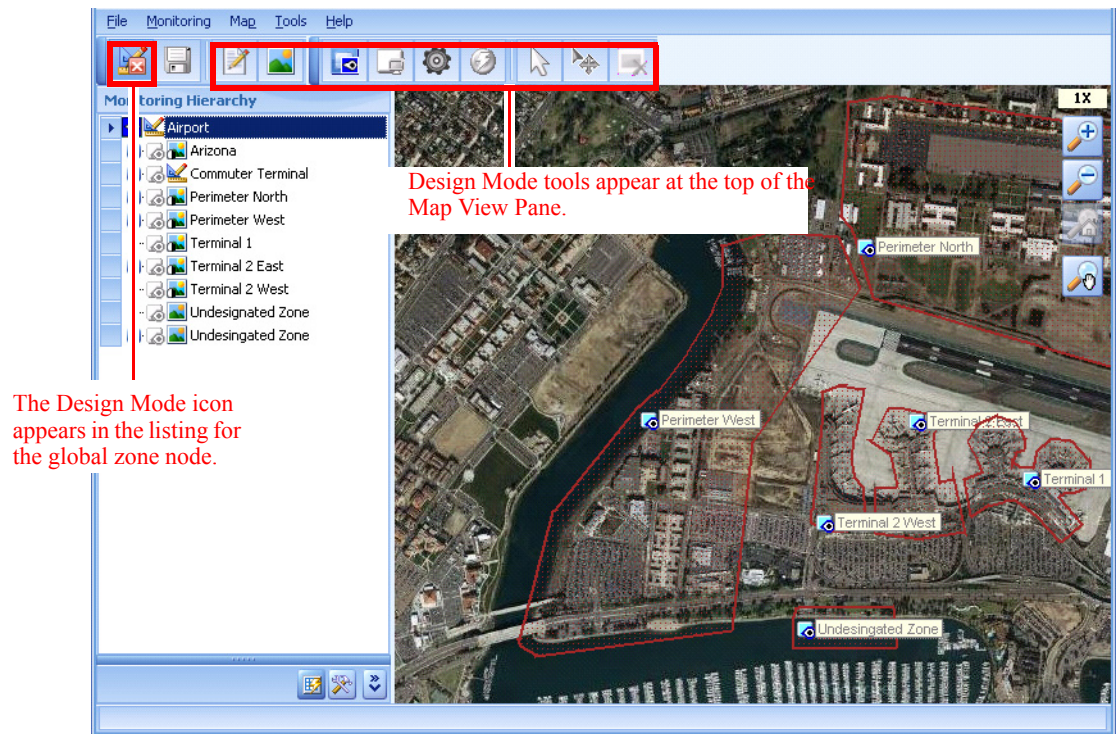 File Monitoring Map Tools Help
Monitoring Hierarchy
Airport
Arizona
Commuter Terminal
Perimeter North
Perimeter West
Terminal 1
Terminal 2 East
Terminal 2 West
Undesignated Zone
Undesingated Zone
1X
Design Mode tools appear at the top of the
Map View Pane.
Perimeter North
Perimeter West
Terminal 2 East
Terminal 1
Terminal 2 West
Undesingated Zone
The Design Mode icon
appears in the listing for
the global zone node.